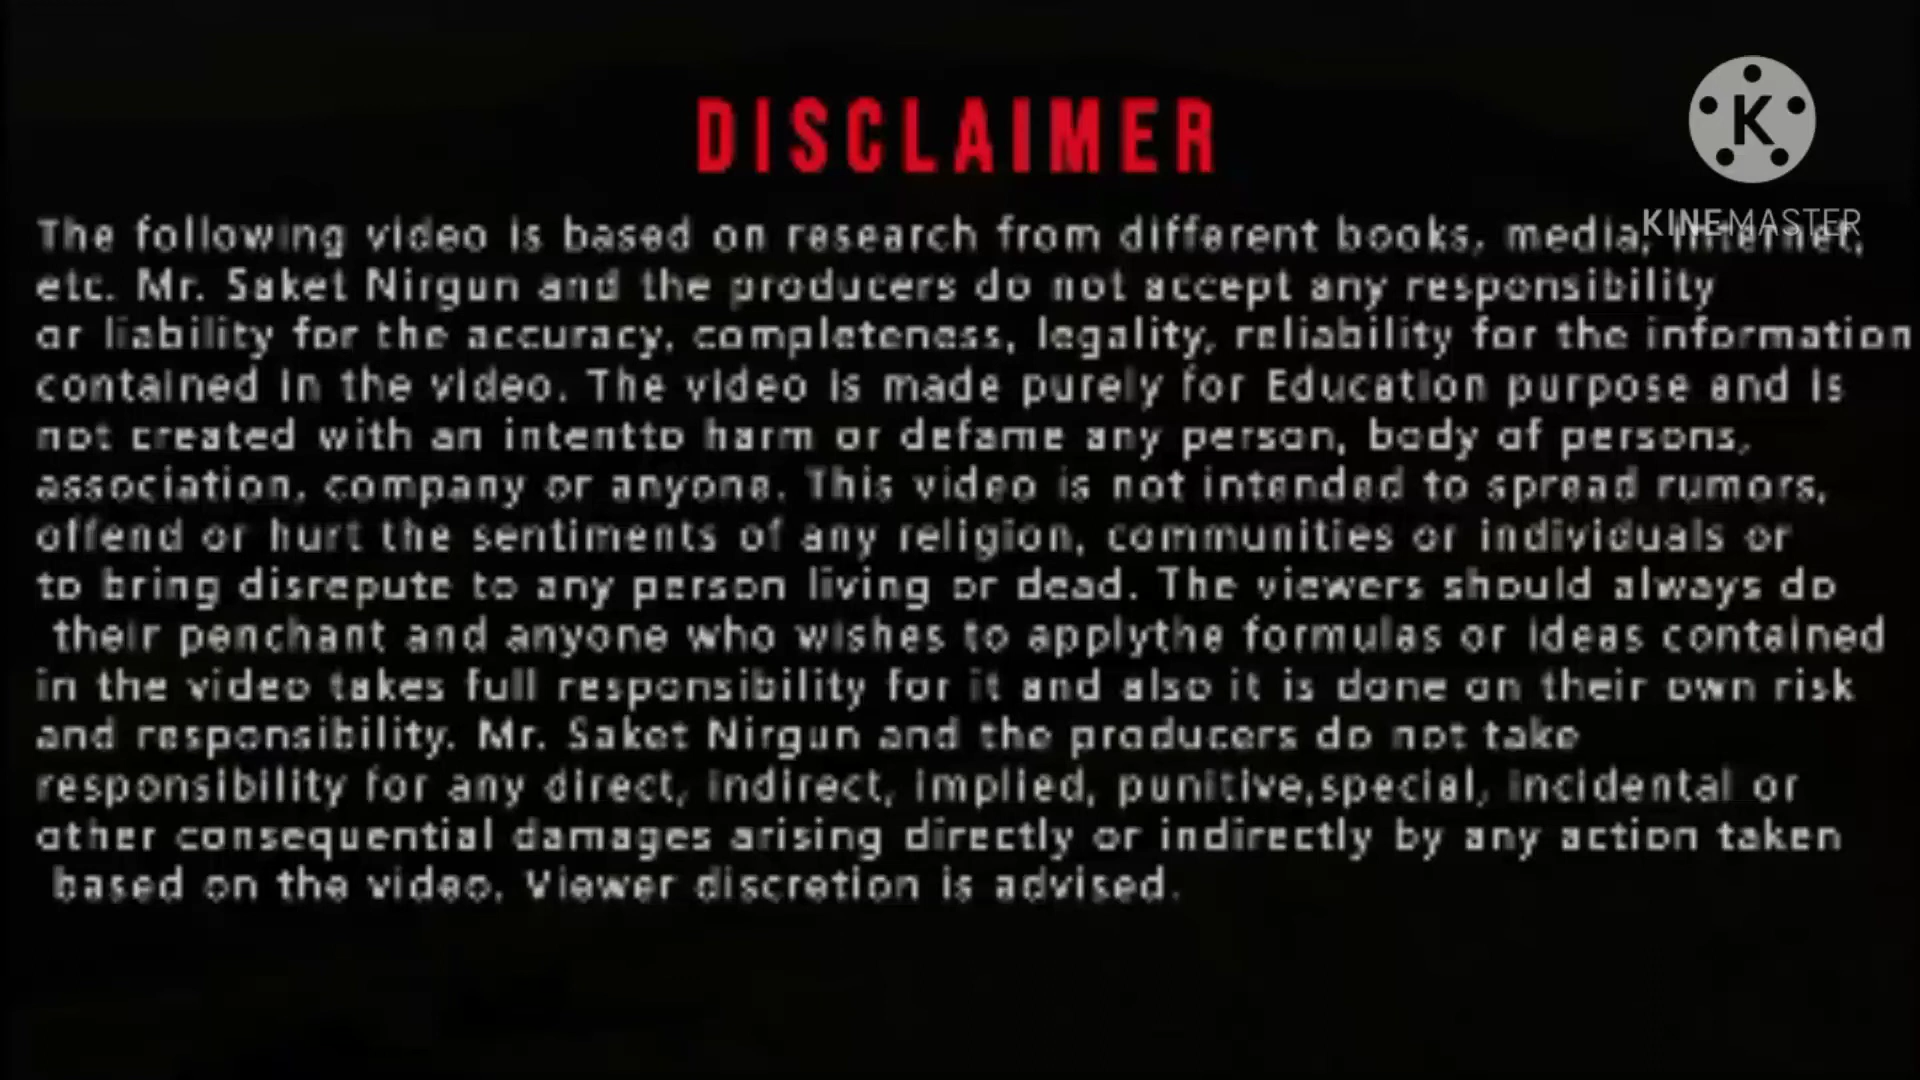 DISCLAIMER
K
KINEMASTER
The following video is based on research from different books, media, internet,
etc. Mr. Saket Nirgun and the producers do not accept any responsibility
or liability for the accuracy, completeness, legality, reliability for the information
contained in the video. The video is made purely for Education purpose and is
not created with an intentto harm or defame any person, body of persons,
association, company or anyone. This video is not intended to spread rumors,
offend or hurt the sentiments of any religion, communities or individuals or
to bring disrepute to any person living or dead. The viewers should always do
their penchant and anyone who wishes to applythe formulas or ideas contained
in the video takes full responsibility for it and also it is done on their own risk
and responsibility. Mr. Saket Nirgun and the producers do not take
responsibility for any direct, indirect, implied, punitive,special, incidental or
other consequential damages arising directly or indirectly by any action taken
based on the video. Viewer discretion is advised.